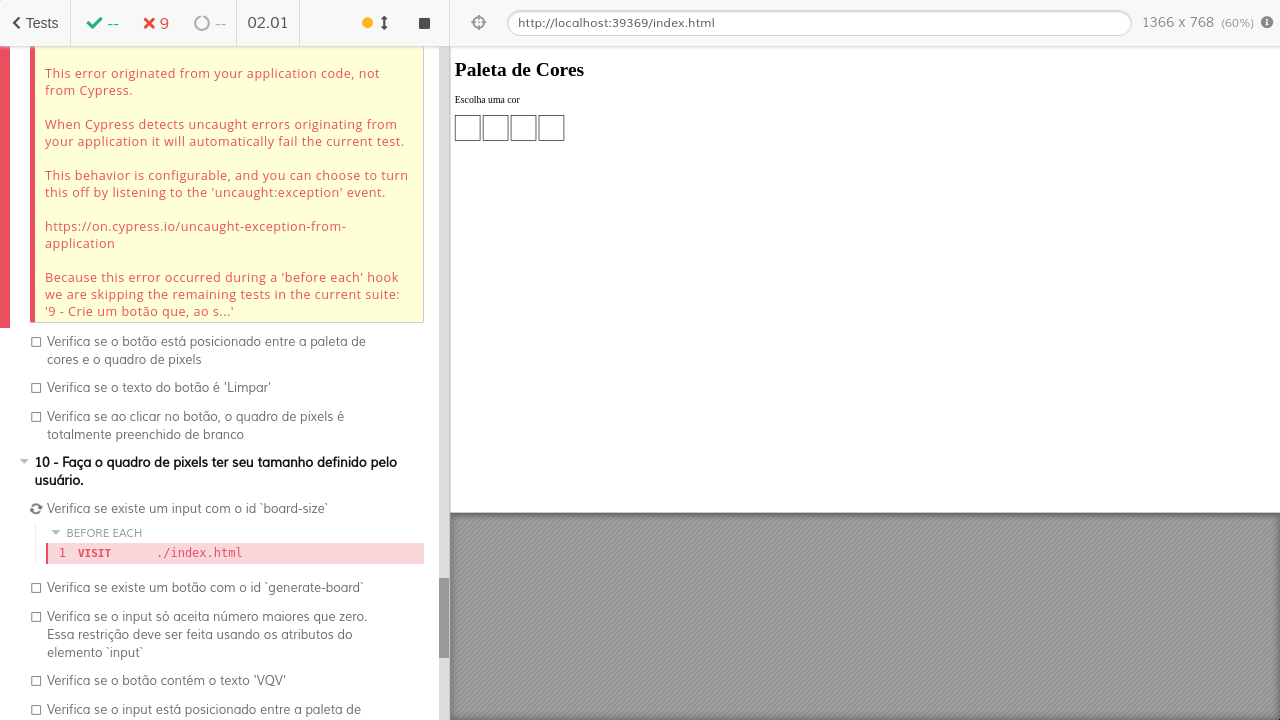 Tests
--
9
--
02.01
http://localhost:39369/index.html
1366 x 768 (60%)
This error originated from your application code, not
from Cypress.
When Cypress detects uncaught errors originating from
your application it will automatically fail the current test.
This behavior is configurable, and you can choose to turn
this off by listening to the 'uncaught:exception' event.
https://on.cypress.io/uncaught-exception-from-
application
Because this error occurred during a 'before each' hook
we are skipping the remaining tests in the current suite:
'9 - Crie um botão que, ao s...'
Verifica se o botão está posicionado entre a paleta de
cores e o quadro de pixels
Verifica se o texto do botão é 'Limpar'
Verifica se ao clicar no botão, o quadro de pixels é
totalmente preenchido de branco
10 - Faça o quadro de pixels ter seu tamanho definido pelo
usuário.
Verifica se existe um input com o id `board-size`
BEFORE EACH
1 VISIT ./index.html
Verifica se existe um botão com o id `generate-board`
Verifica se o input só aceita número maiores que zero.
Essa restrição deve ser feita usando os atributos do
elemento `input`
Verifica se o botão contém o texto 'VQV'
Verifica se o input está posicionado entre a paleta de
Paleta de Cores
Escolha uma cor